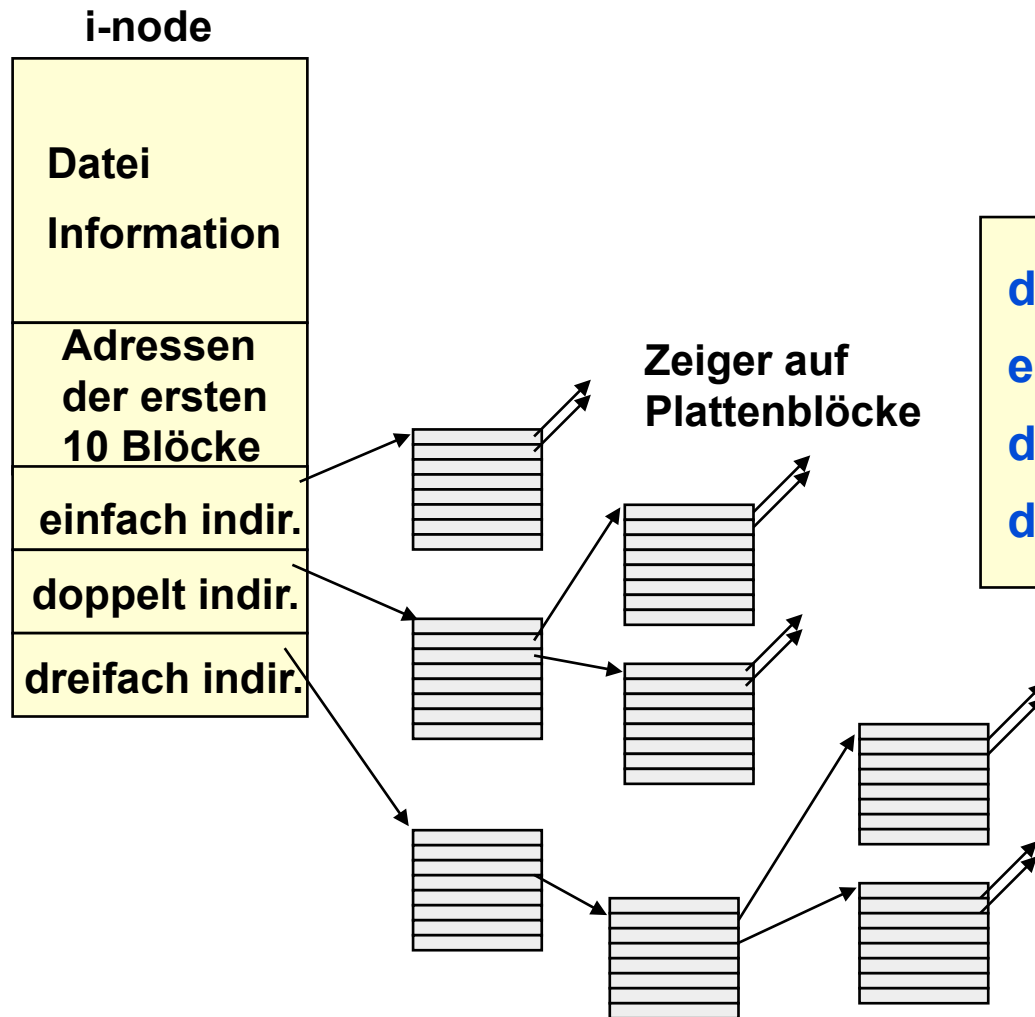 i-node
Datei
Information
Adressen
der ersten
10 Blöcke
einfach indir.
doppelt indir.
dreifach indir.
Zeiger auf
Plattenblöcke